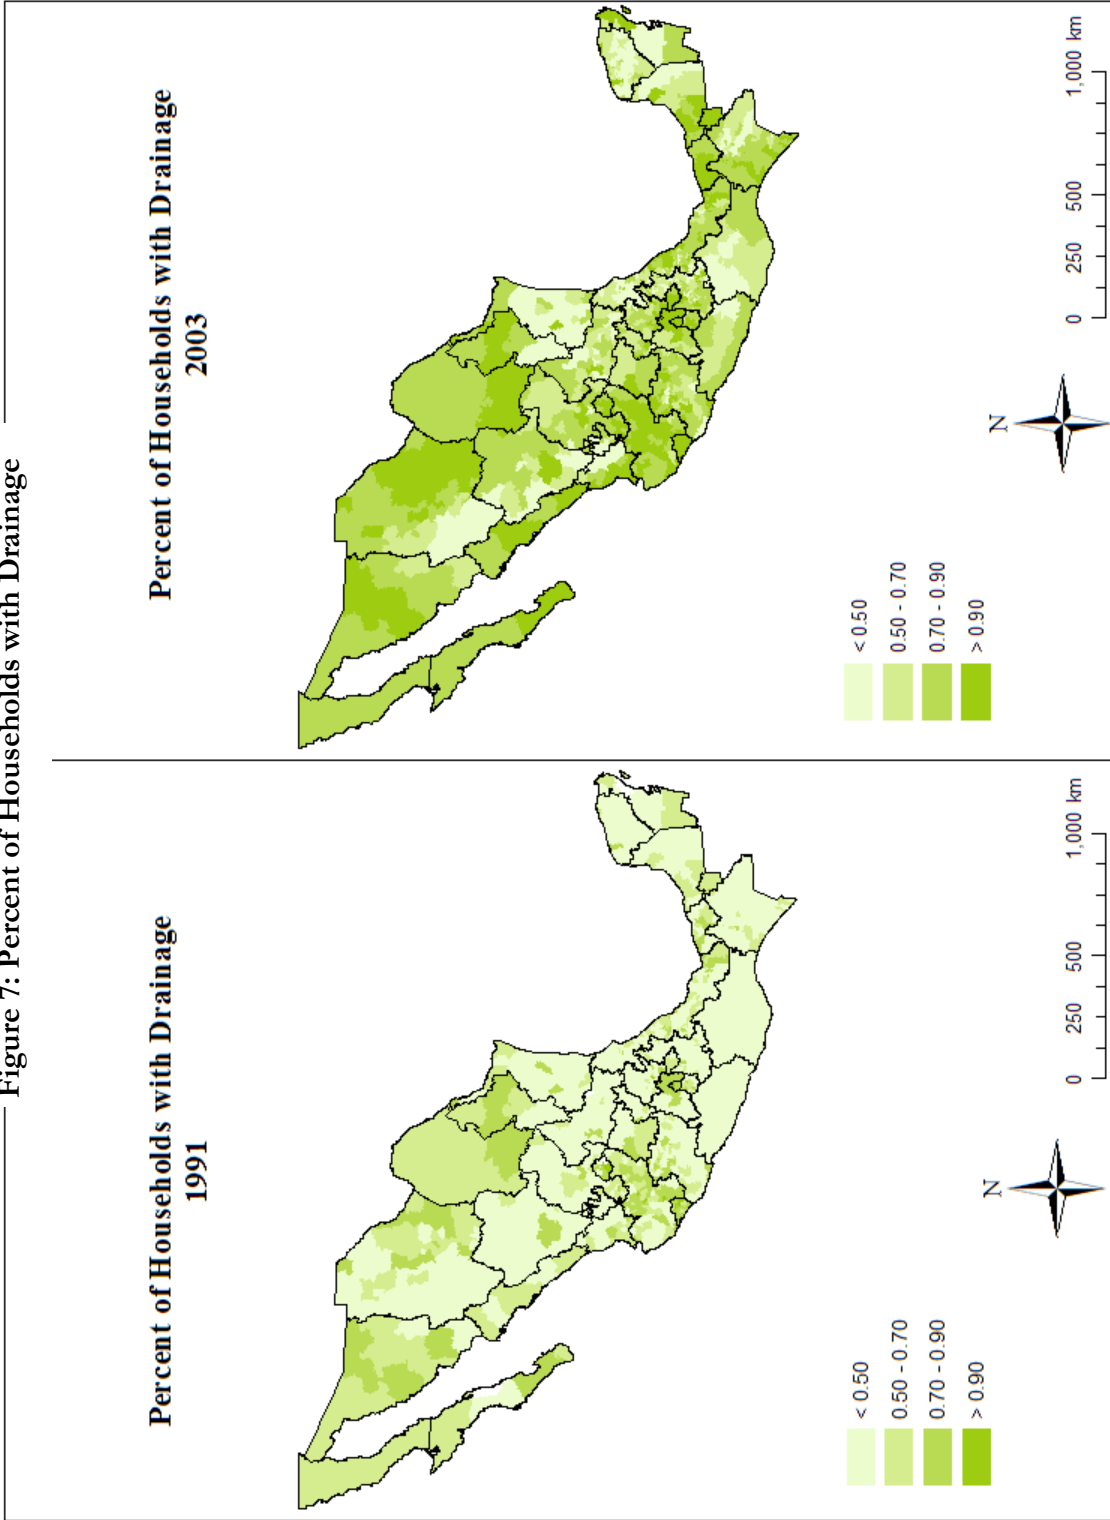 Figure 7: Percent of Households with Drainage
Percent of Households with Drainage
1991
< 0.50
0.50 - 0.70
0.70 - 0.90
> 0.90
N
0 250 500 1,000 km
Percent of Households with Drainage
2003
< 0.50
0.50 - 0.70
0.70 - 0.90
> 0.90
N
0 250 500 1,000 km